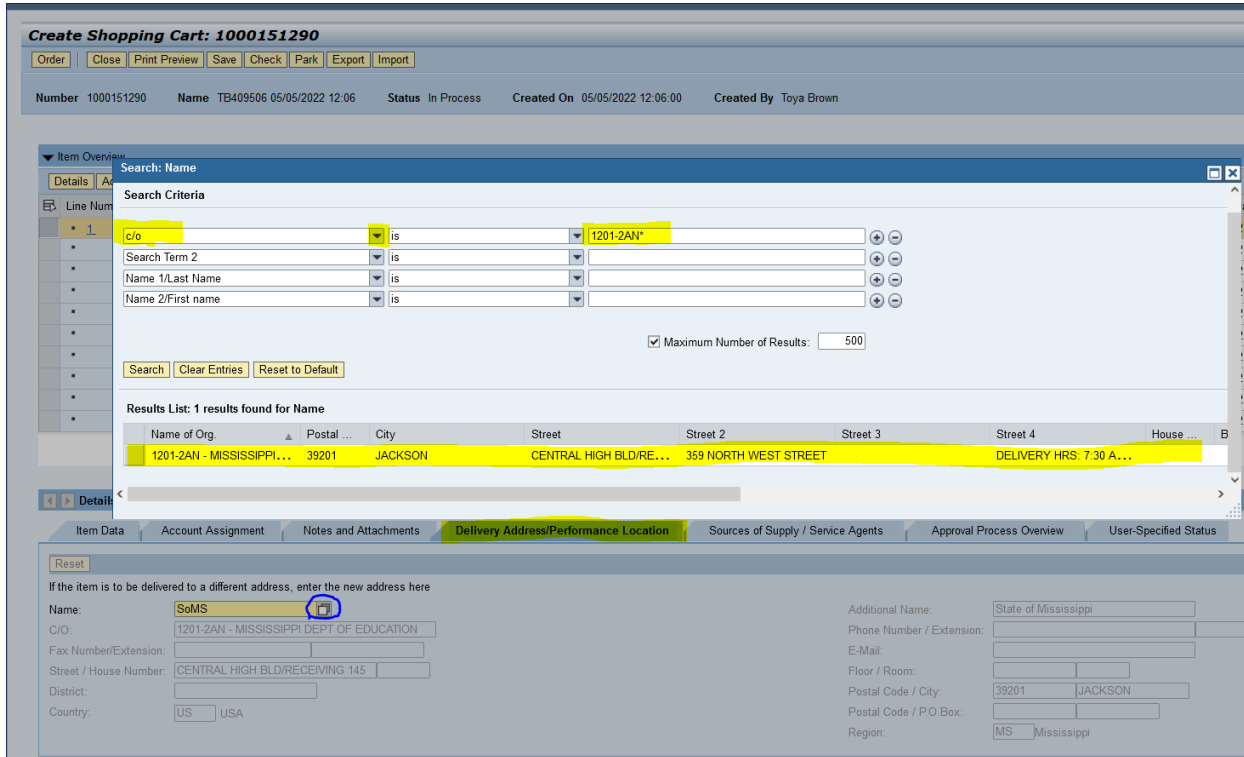 Create Shopping Cart: 1000151290
Order Close Print Preview Save Check Park Export Import
Number 1000151290 Name TB409506 05/05/2022 12:06 Status In Process Created On 05/05/2022 12:06:00 Created By Toya Brown
Item Overview
Search: Name
Details
Search Criteria
Line Num
1
c/o is 1201-2AN*
Search Term 2 is
Name 1/Last Name is
Name 2/First name is
Maximum Number of Results: 500
Search Clear Entries Reset to Default
Results List: 1 results found for Name
Name of Org. Postal ... City Street Street 2 Street 3 Street 4 House ... B
1201-2AN - MISSISSIPPI... 39201 JACKSON CENTRAL HIGH BLD/RE... 359 NORTH WEST STREET DELIVERY HRS: 7:30 A...
Details
Item Data Account Assignment Notes and Attachments Delivery Address/Performance Location Sources of Supply / Service Agents Approval Process Overview User-Specified Status
Reset
If the item is to be delivered to a different address, enter the new address here
Name: SoMS Additional Name: State of Mississippi
C/O: 1201-2AN - MISSISSIPPI DEPT OF EDUCATION Phone Number / Extension:
Fax Number/Extension: E-Mail:
Street / House Number: CENTRAL HIGH BLD/RECEIVING 145 Floor / Room:
District: Postal Code / City: 39201 JACKSON
Country: US USA Postal Code / P.O.Box:
Region: MS Mississippi